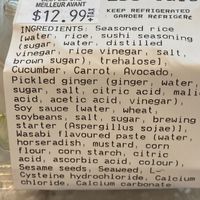 MEILLEUR AVANT
$12.99
KEEP REFRIGERATED
GARDER REFRIGERE
INGREDIENTS: Seasoned rice
[water, rice, sushi seasoning
(sugar, water, distilled
vinegar, rice vinegar, salt,
brown sugar), trehalose],
Cucumber, Carrot, Avocado,
Pickled ginger (ginger, water,
sugar, salt, citric acid, malic
acid, acetic acid, vinegar),
Soy sauce [water, wheat,
soybeans, salt, sugar, brewing
starter (Aspergillus sojae)],
Wasabi flavoured paste (water,
horseradish, mustard, corn
flour, corn starch, citric
acid, ascorbic acid, colour),
Sesame seeds, Seaweed, L-
Cysteine hydrochloride, Calcium
chloride, Calcium carbonate